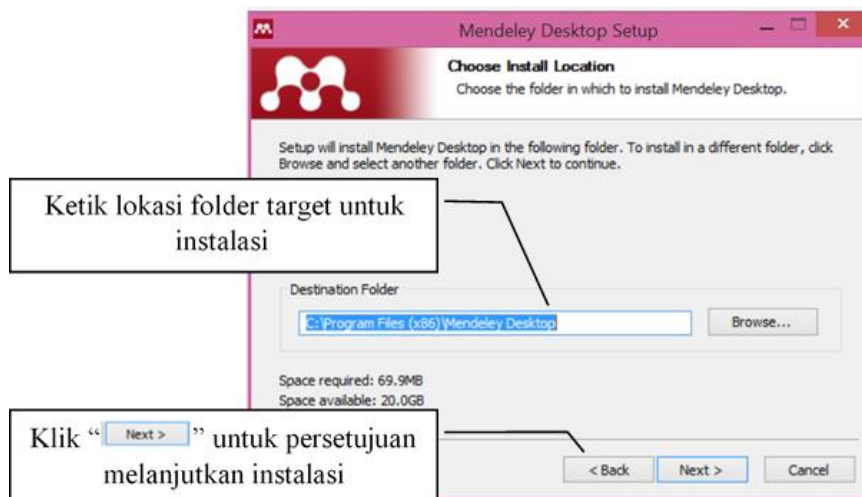 Mendeley Desktop Setup
Choose Install Location
Choose the folder in which to install Mendeley Desktop.
Setup will install Mendeley Desktop in the following folder. To install in a different folder, click
Browse and select another folder. Click Next to continue.
Ketik lokasi folder target untuk
instalasi
Destination Folder
C:\Program Files (x86)\Mendeley Desktop
Browse...
Space required: 69.9MB
Space available: 20.0GB
Klik “ Next > ” untuk persetujuan
melanjutkan instalasi
< Back Next > Cancel